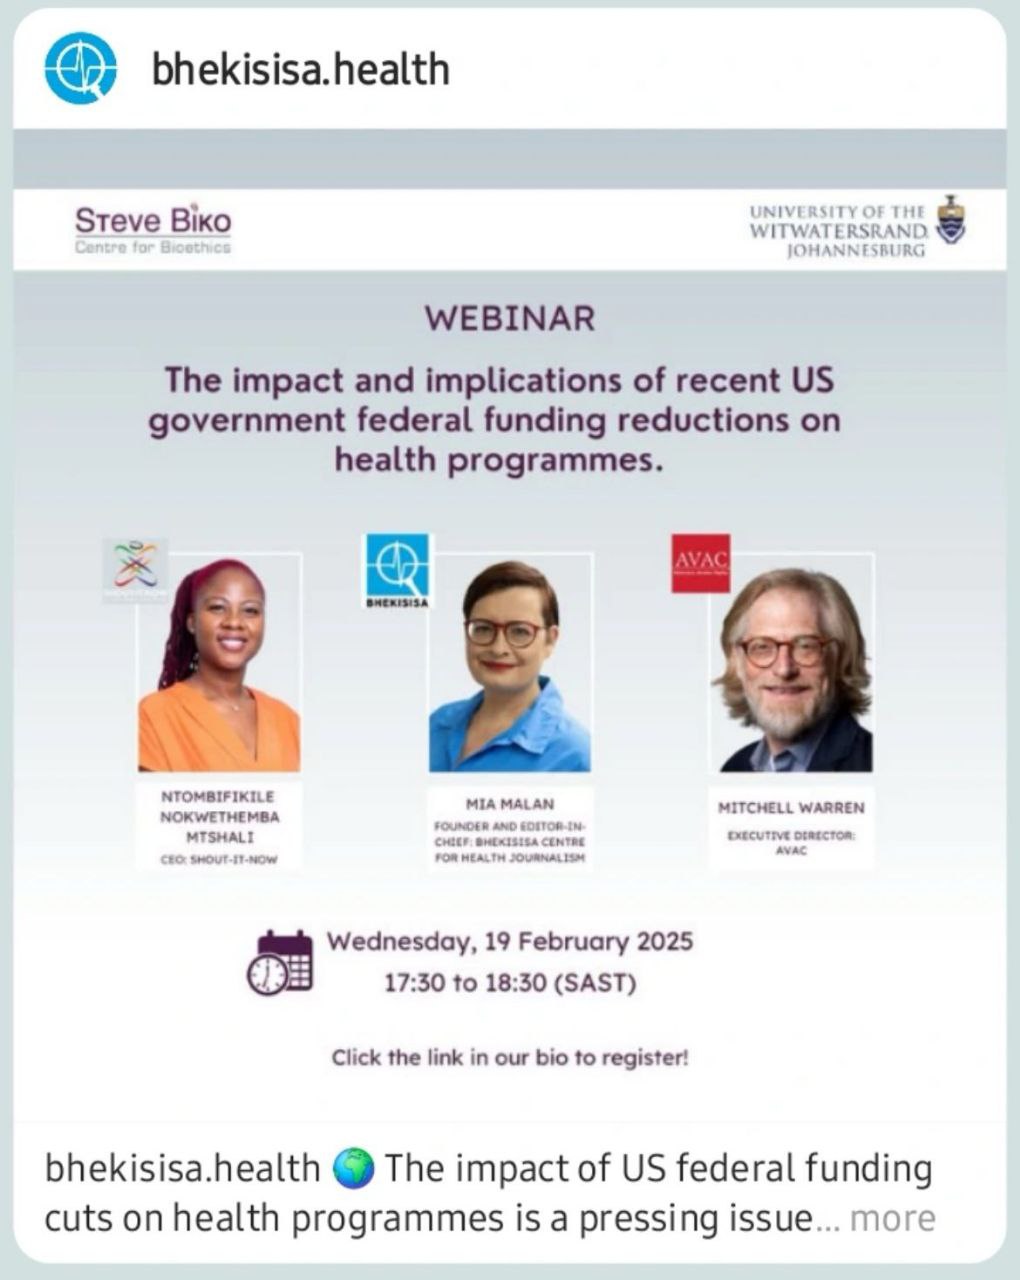 bhekisisa.health
Steve Biko
Centre for Bioethics
UNIVERSITY OF THE
WITWATERSRAND,
JOHANNESBURG
WEBINAR
The impact and implications of recent US
government federal funding reductions on
health programmes.
BHEKISISA
AVAC
NTOMBIFIKILE
NOKWETHEMBA
MTSHALI
CEO: SHOUT-IT-NOW
MIA MALAN
FOUNDER AND EDITOR-IN-
CHIEF: BHEKISISA CENTRE
FOR HEALTH JOURNALISM
MITCHELL WARREN
EXECUTIVE DIRECTOR:
AVAC
Wednesday, 19 February 2025
17:30 to 18:30 (SAST)
Click the link in our bio to register!
bhekisisa.health 🌍 The impact of US federal funding
cuts on health programmes is a pressing issue... more